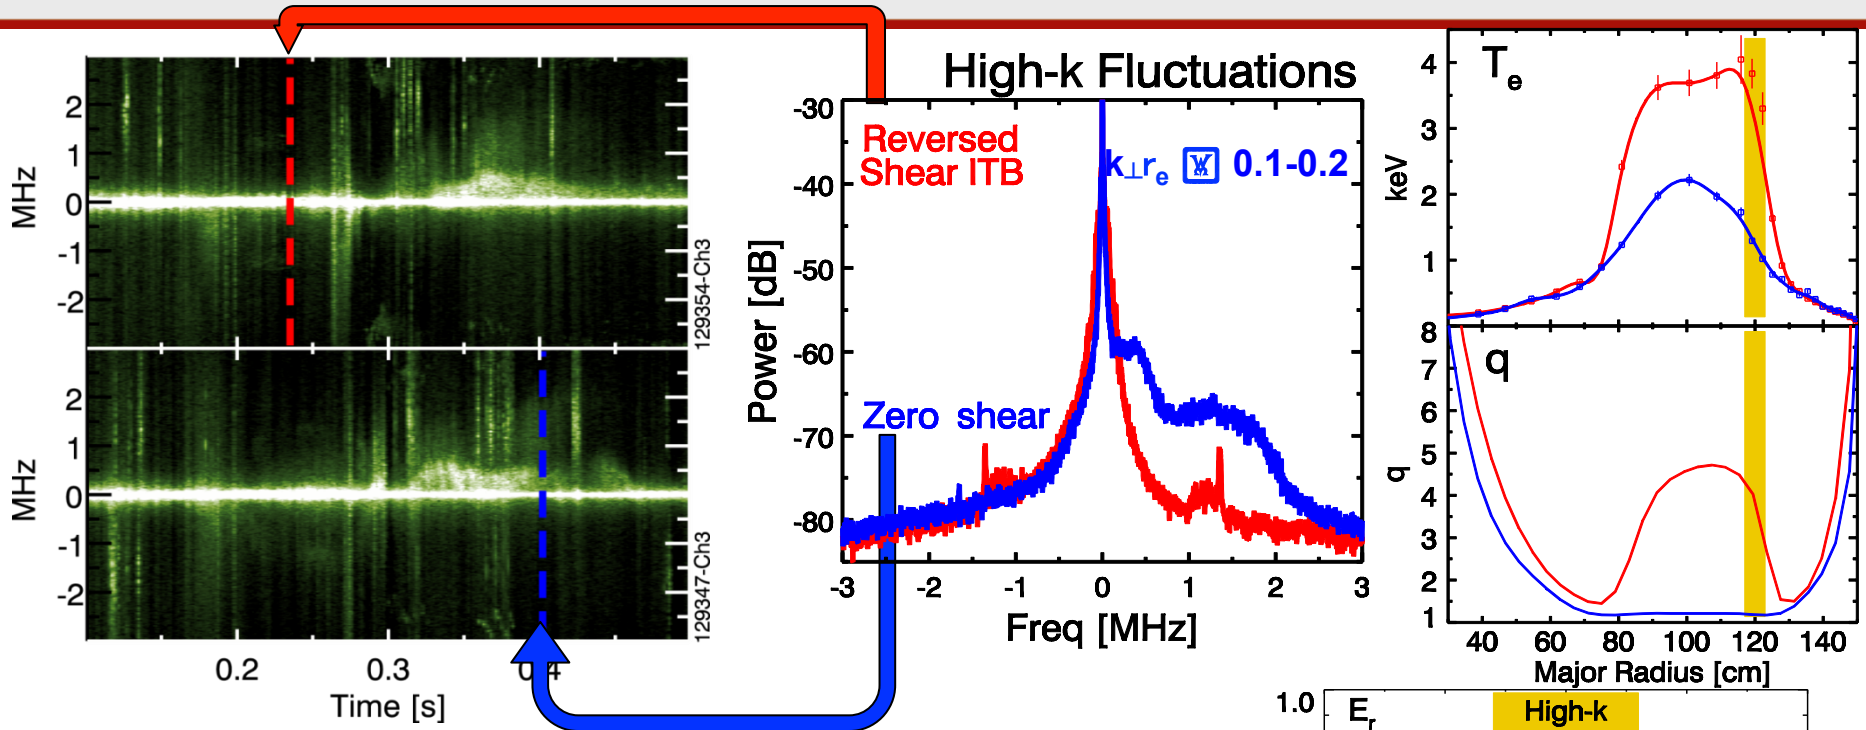 High-k Fluctuations
MHz
2
1
0
-1
-2
129354-Ch3
MHz
2
1
0
-1
-2
129347-Ch3
0.2
0.3
0.4
Time [s]
Power [dB]
-30
-40
-50
-60
-70
-80
Reversed
Shear ITB
k⊥re 0.1-0.2
Zero shear
-3 -2 -1 0 1 2 3
Freq [MHz]
Te
keV
4
3
2
1
q
q
8
7
6
5
4
3
2
1
40 60 80 100 120 140
Major Radius [cm]
1.0
Er
High-k